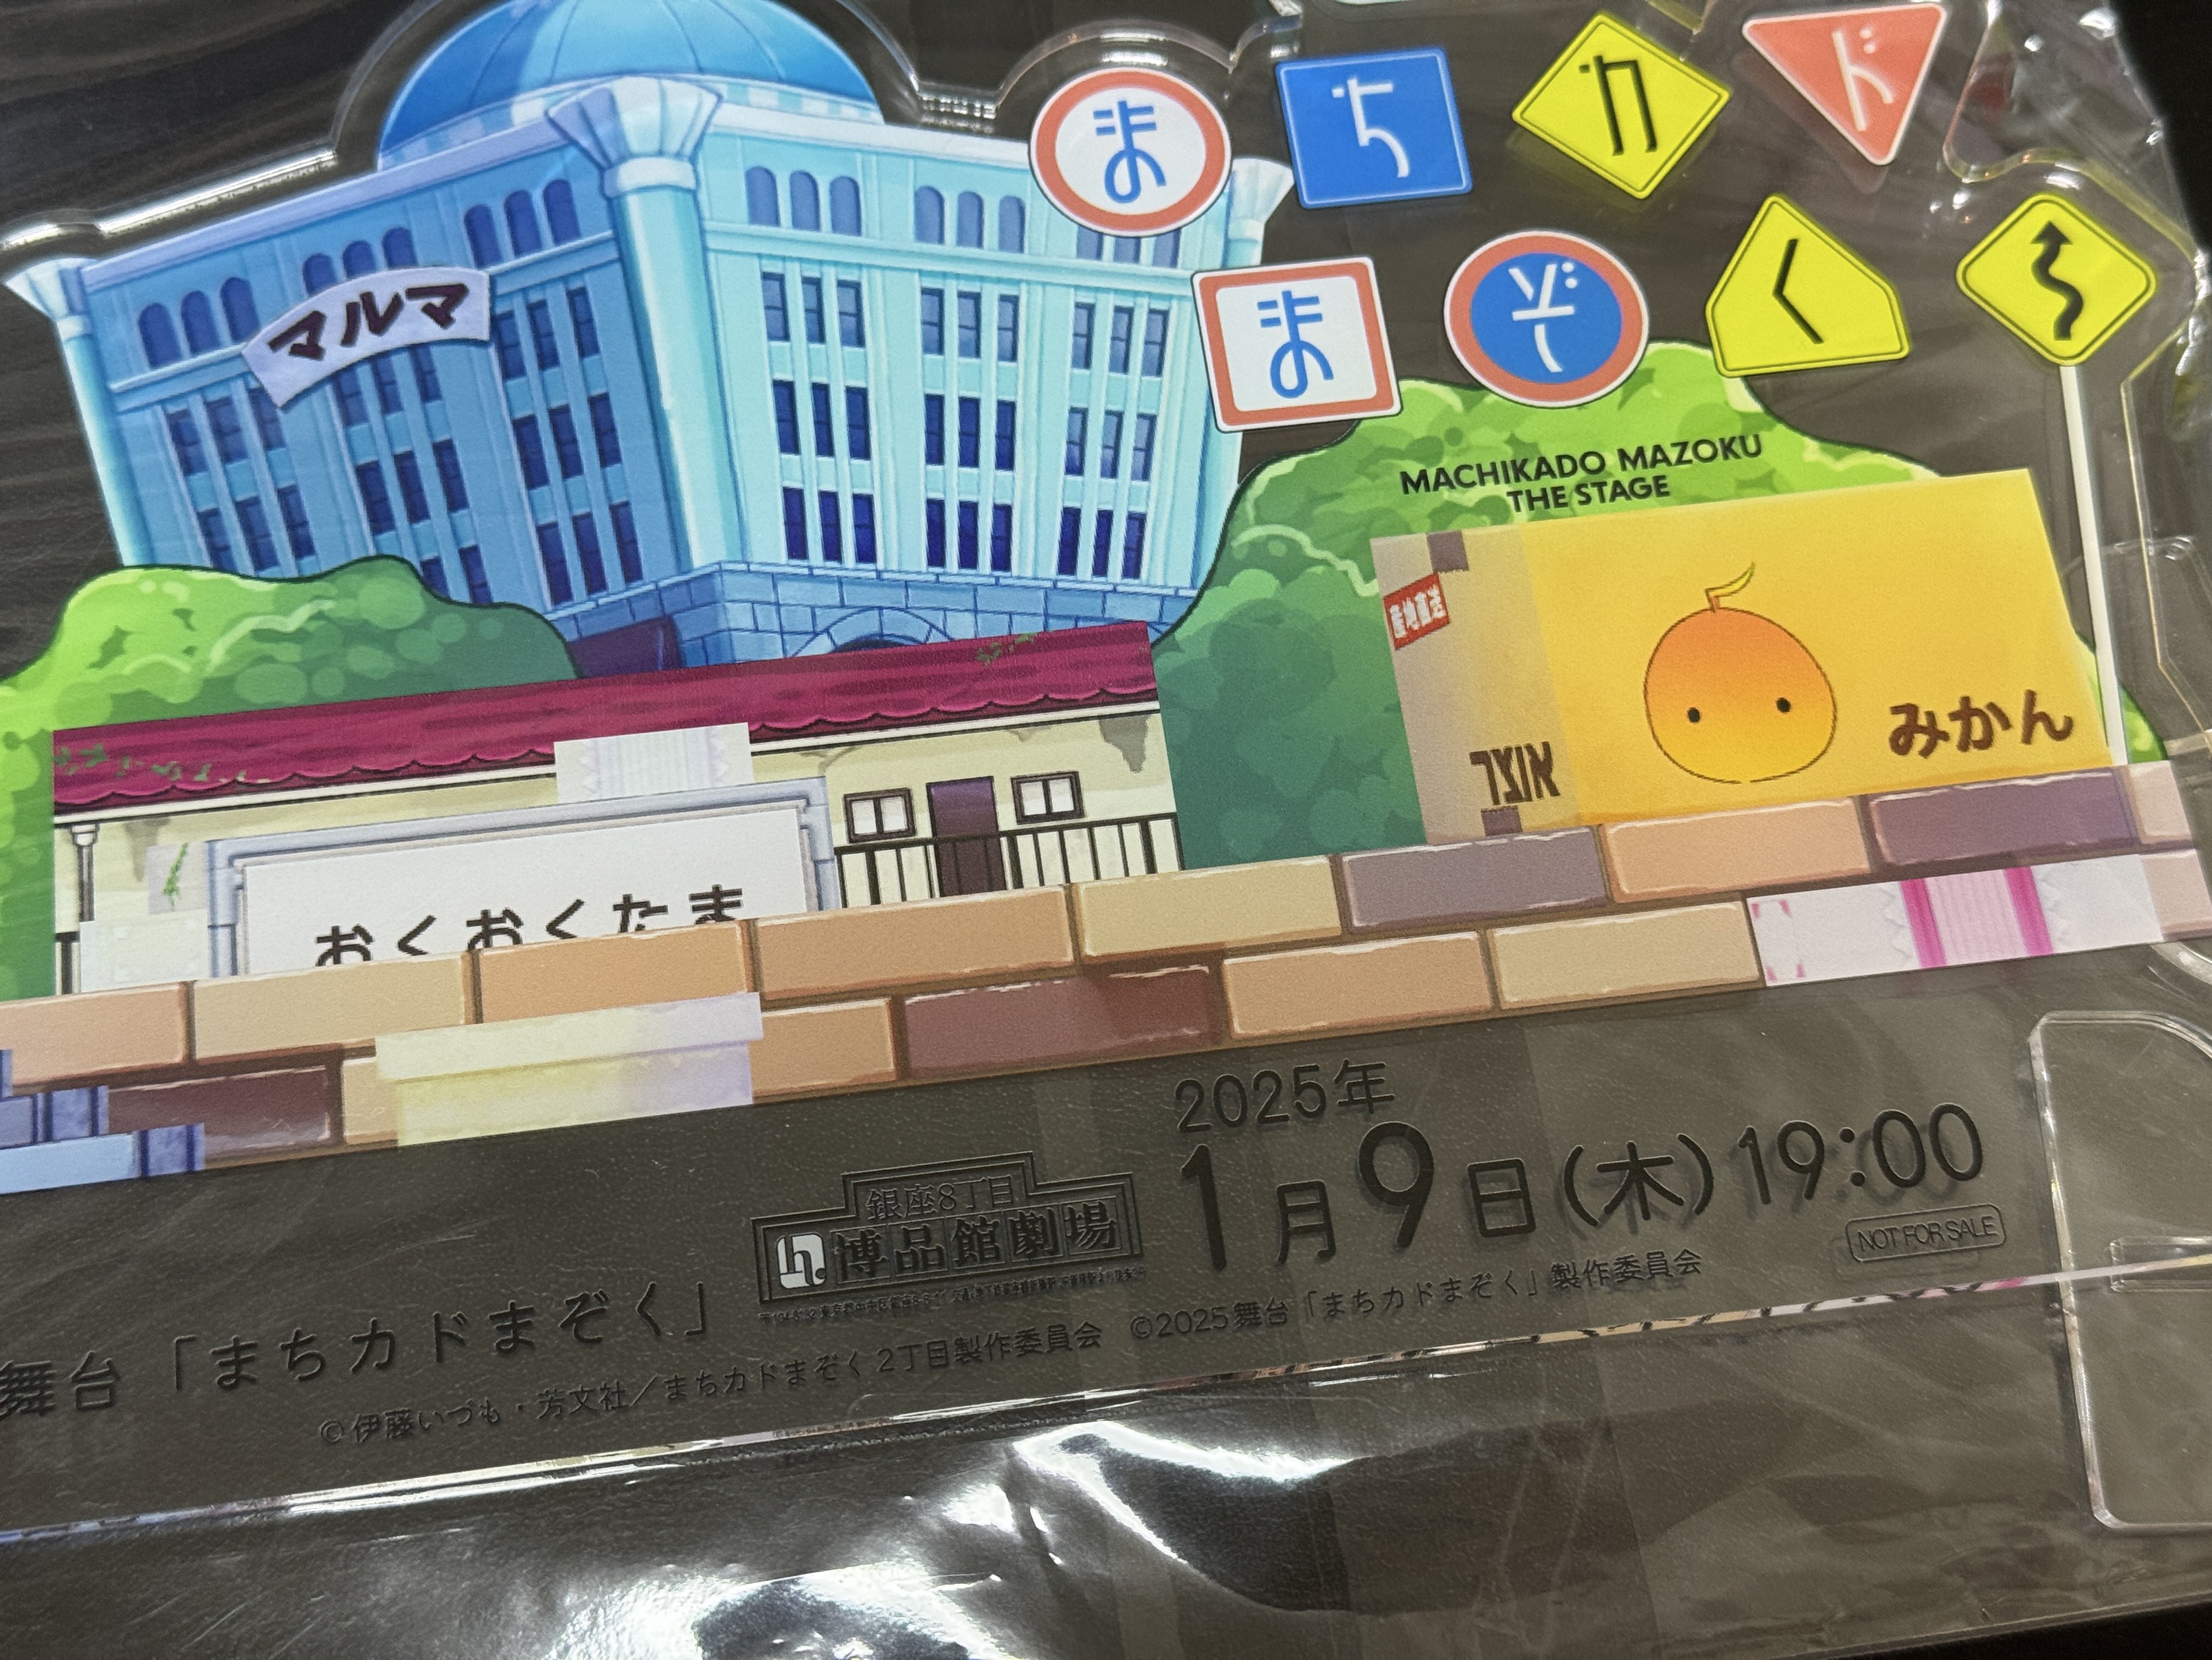 まちカド
まぞく
マルマ
MACHIKADO MAZOKU
THE STAGE
産地直送
אוצר
みかん
おくおくたま
2025年
1月9日(木)19:00
銀座8丁目
h.博品館劇場
NOT FOR SALE
舞台「まちカドまぞく」
©伊藤いづも・芳文社／まちカドまぞく2丁目製作委員会 ©2025舞台「まちカドまぞく」製作委員会